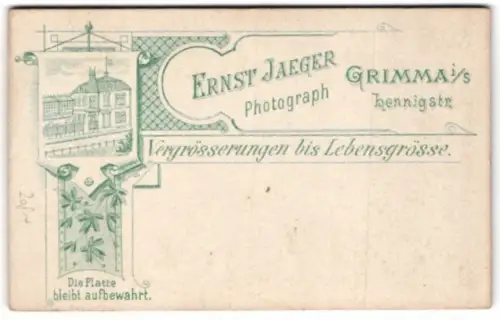 ERNST JAEGER
Photograph
GRIMMA i/S
Hennigstr.
Vergrösserungen bis Lebensgrösse.
Die Platte
bleibt aufbewahrt.